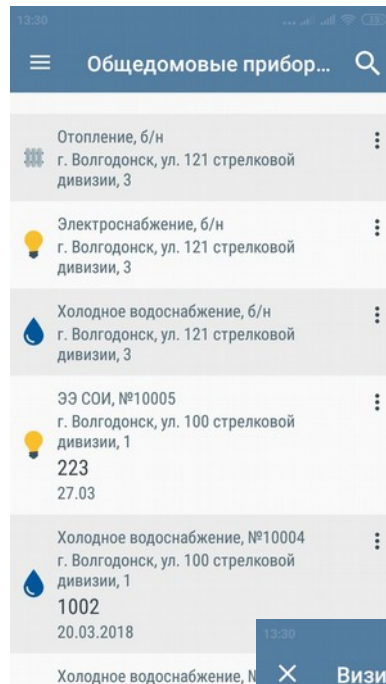 13:30
Общедомовые прибор...
Отопление, б/н
г. Волгодонск, ул. 121 стрелковой
дивизии, 3
Электроснабжение, б/н
г. Волгодонск, ул. 121 стрелковой
дивизии, 3
Холодное водоснабжение, б/н
г. Волгодонск, ул. 121 стрелковой
дивизии, 3
ЭЭ СОИ, №10005
г. Волгодонск, ул. 100 стрелковой
дивизии, 1
223
27.03
Холодное водоснабжение, №10004
г. Волгодонск, ул. 100 стрелковой
дивизии, 1
1002
20.03.2018
13:30
Холодное водоснабжение, N
Визи